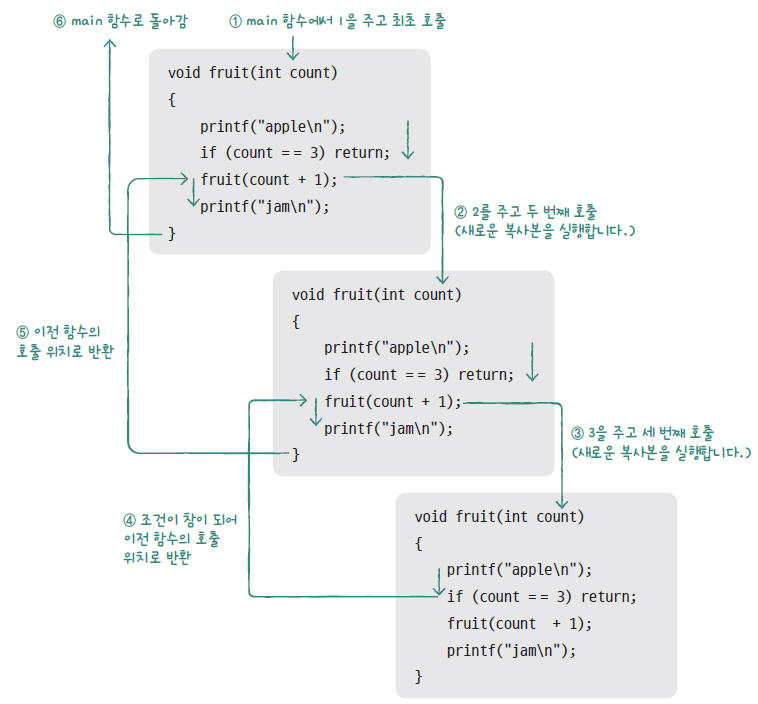 ⑥ main 함수로 돌아감
① main 함수에서 1을 주고 최초 호출
void fruit(int count)
{
printf("apple\n");
if (count == 3) return;
fruit(count + 1);
printf("jam\n");
}
② 2를 주고 두 번째 호출
(새로운 복사본을 실행합니다.)
void fruit(int count)
{
printf("apple\n");
if (count == 3) return;
fruit(count + 1);
printf("jam\n");
}
⑤ 이전 함수의
호출 위치로 반환
③ 3을 주고 세 번째 호출
(새로운 복사본을 실행합니다.)
④ 조건이 참이 되어
이전 함수의 호출
위치로 반환
void fruit(int count)
{
printf("apple\n");
if (count == 3) return;
fruit(count  + 1);
printf("jam\n");
}